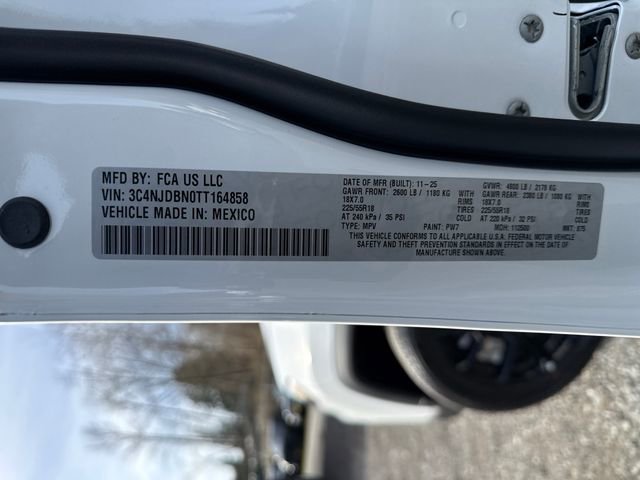 MFD BY: FCA US LLC
VIN: 3C4NJDBN0TT164858
VEHICLE MADE IN: MEXICO
DATE OF MFR (BUILT): 11-25 GVWR: 4800 LB / 2178 KG
GAWR FRONT: 2600 LB / 1180 KG GAWR REAR: 2380 LB / 1080 KG
18X7.0 18X7.0
TIRES TIRES
225/55R18 225/55R18
COLD COLD
AT 240 kPa / 35 PSI AT 220 kPa / 32 PSI
TYPE: MPV PAINT: PW7 MDH: 112500 MKT: 875
THIS VEHICLE CONFORMS TO ALL APPLICABLE U.S.A. FEDERAL MOTOR VEHICLE
SAFETY AND THEFT PREVENTION STANDARDS IN EFFECT ON THE DATE OF
MANUFACTURE SHOWN ABOVE.